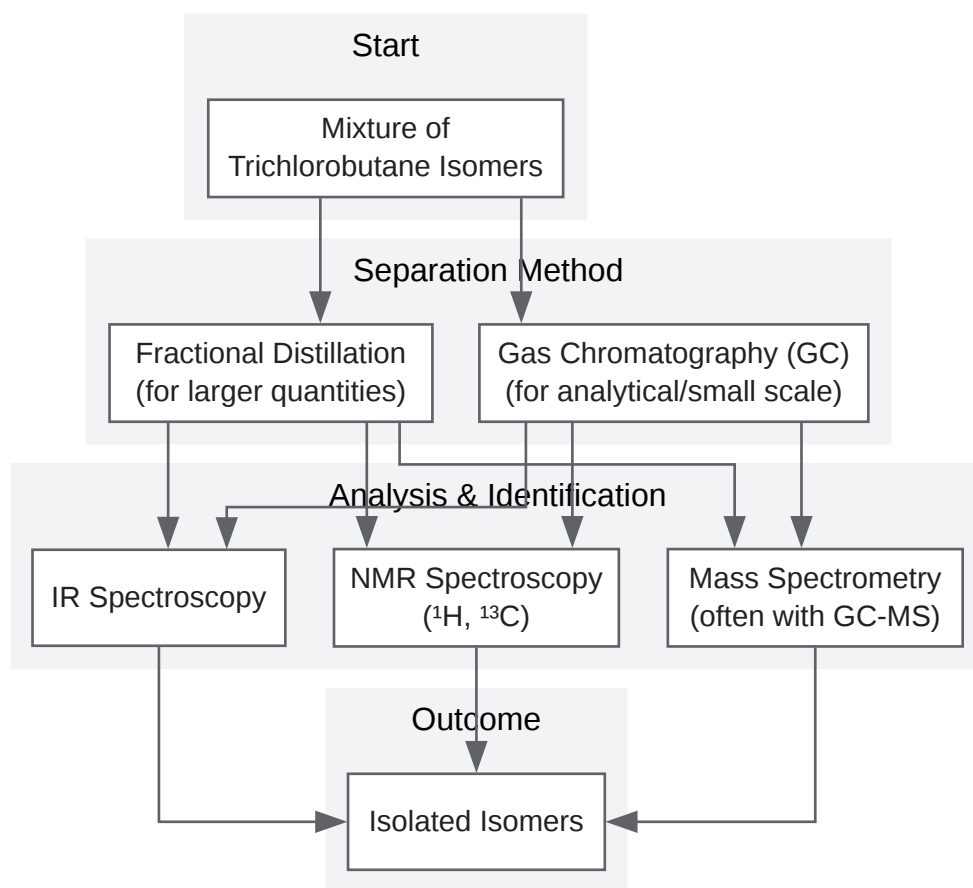 Start
Mixture of
Trichlorobutane Isomers
Separation Method
Fractional Distillation
(for larger quantities)
Gas Chromatography (GC)
(for analytical/small scale)
Analysis & Identification
IR Spectroscopy
NMR Spectroscopy
(¹H, ¹³C)
Mass Spectrometry
(often with GC-MS)
Outcome
Isolated Isomers